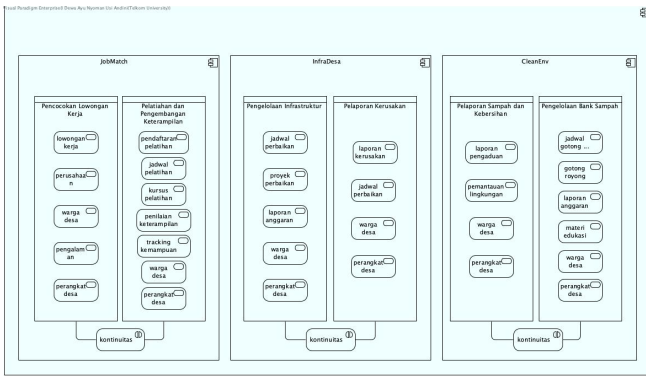 Visual Paradigm Enterprise(I Dewa Ayu Nyoman Ulsi Andini(Telkom University))
JobMatch
Pencocokan Lowongan
Kerja
lowongan
kerja
perusahaa
n
warga
desa
pengalam
an
perangkat
desa
Pelatiahan dan
Pengembangan
Keterampilan
pendaftaran
pelatihan
jadwal
pelatihan
kursus
pelatihan
penilaian
keterampilan
tracking
kemampuan
warga
desa
perangkat
desa
kontinuitas
InfraDesa
Pengelolaan Infrastruktur
jadwal
perbaikan
proyek
perbaikan
laporan
anggaran
warga
desa
perangkat
desa
Pelaporan Kerusakan
laporan
kerusakan
jadwal
perbaikan
warga
desa
perangkat
desa
kontinuitas
CleanEnv
Pelaporan Sampah dan
Kebersihan
laporan
pengaduan
pemantauan
lingkungan
warga
desa
perangkat
desa
Pengelolaan Bank Sampah
jadwal
gotong ...
gotong
royong
laporan
anggaran
materi
edukasi
warga
desa
perangkat
desa
kontinuitas